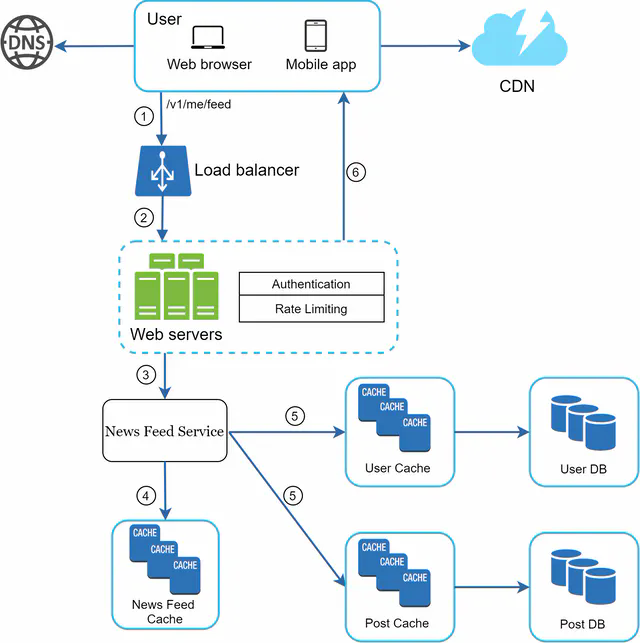 DNS
User
Web browser
Mobile app
CDN
/v1/me/feed
1
Load balancer
6
2
Authentication
Rate Limiting
Web servers
3
News Feed Service
5
CACHE
CACHE
CACHE
User Cache
User DB
4
5
CACHE
CACHE
CACHE
News Feed
Cache
CACHE
CACHE
CACHE
Post Cache
Post DB